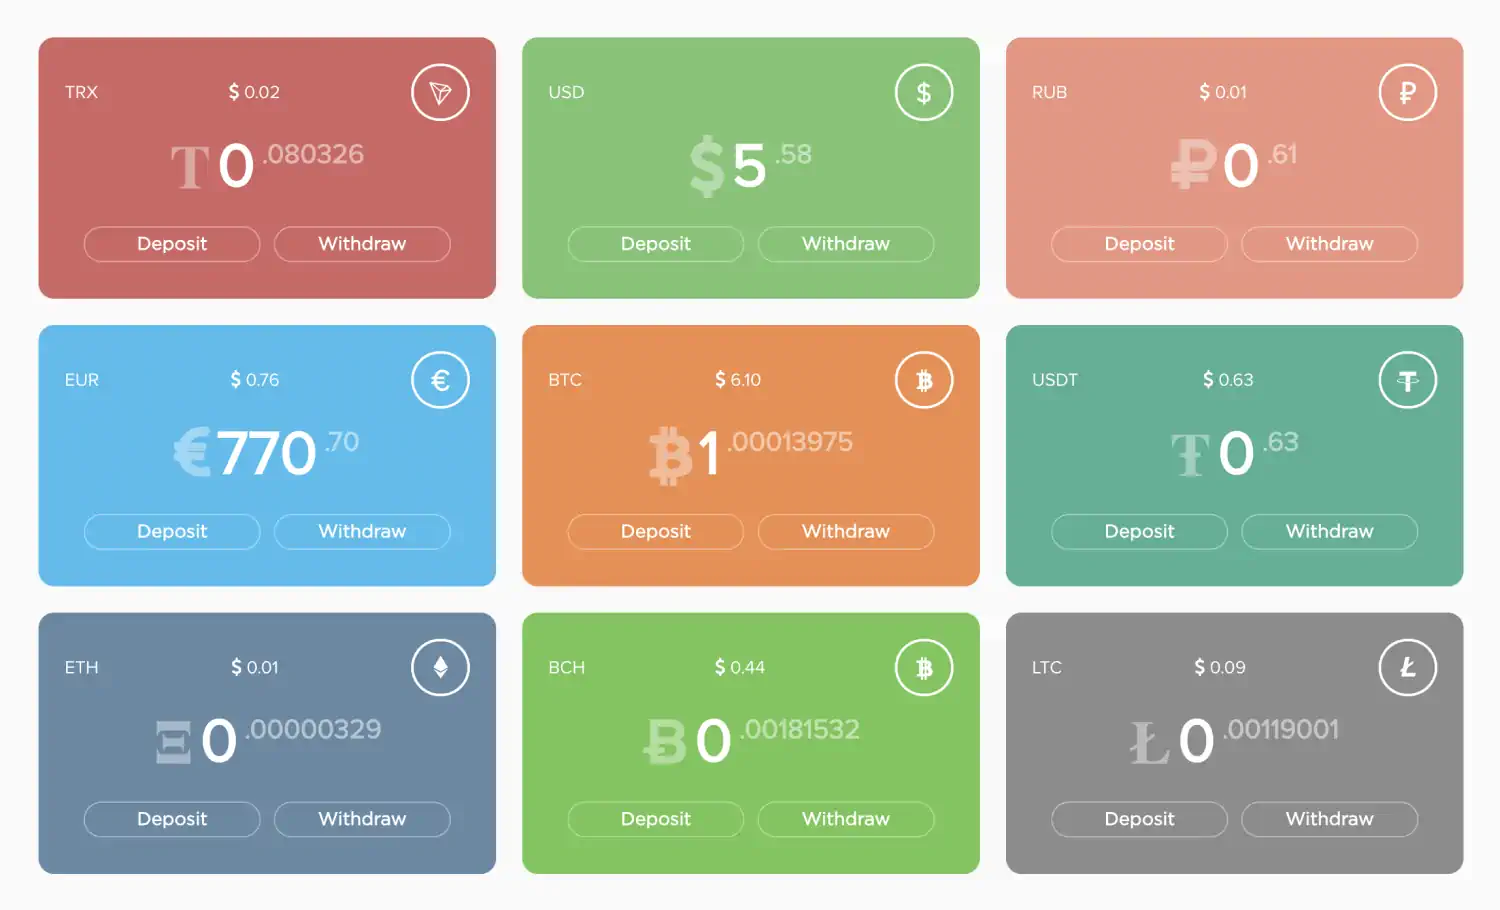 TRX $ 0.02
T 0 .080326
Deposit Withdraw
USD $
$ 5 .58
Deposit Withdraw
RUB $ 0.01 ₽
₽ 0 .61
Deposit Withdraw
EUR $ 0.76 €
€ 770 .70
Deposit Withdraw
BTC $ 6.10 ₿
₿ 1 .00013975
Deposit Withdraw
USDT $ 0.63 ₮
Ŧ 0 .63
Deposit Withdraw
ETH $ 0.01
Ξ 0 .00000329
Deposit Withdraw
BCH $ 0.44 ₿
Ƀ 0 .00181532
Deposit Withdraw
LTC $ 0.09 Ł
Ł 0 .00119001
Deposit Withdraw